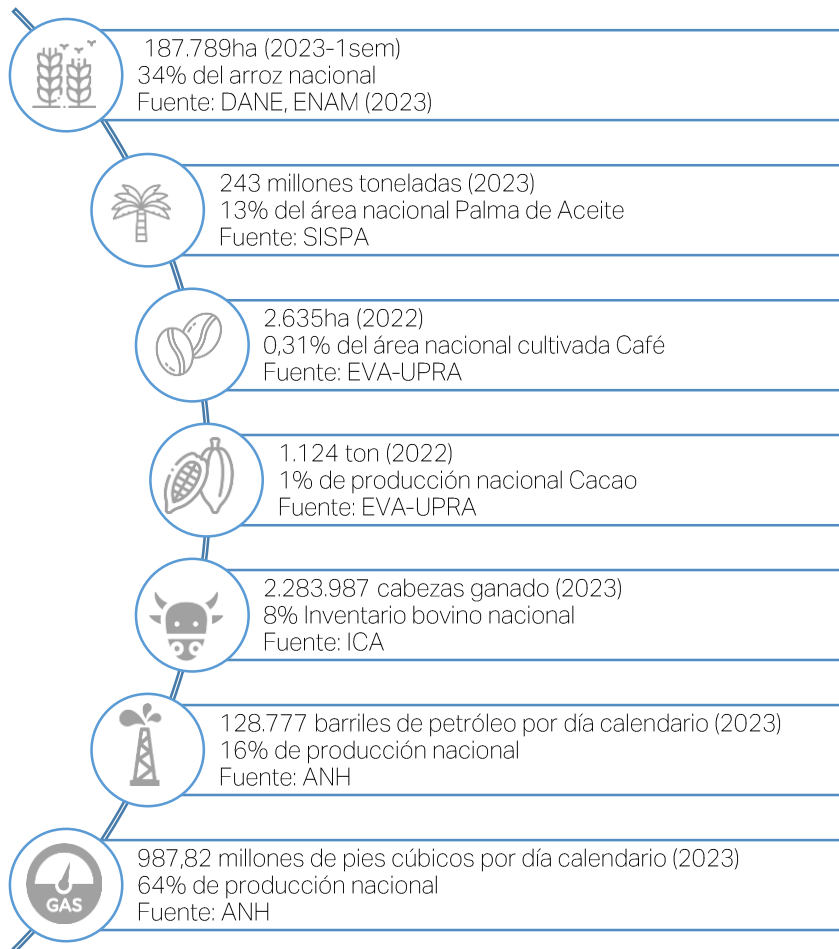 187.789ha (2023-1sem)
34% del arroz nacional
Fuente: DANE, ENAM (2023)
243 millones toneladas (2023)
13% del área nacional Palma de Aceite
Fuente: SISPA
2.635ha (2022)
0,31% del área nacional cultivada Café
Fuente: EVA-UPRA
1.124 ton (2022)
1% de producción nacional Cacao
Fuente: EVA-UPRA
2.283.987 cabezas ganado (2023)
8% Inventario bovino nacional
Fuente: ICA
128.777 barriles de petróleo por día calendario (2023)
16% de producción nacional
Fuente: ANH
987,82 millones de pies cúbicos por día calendario (2023)
64% de producción nacional
Fuente: ANH
GAS